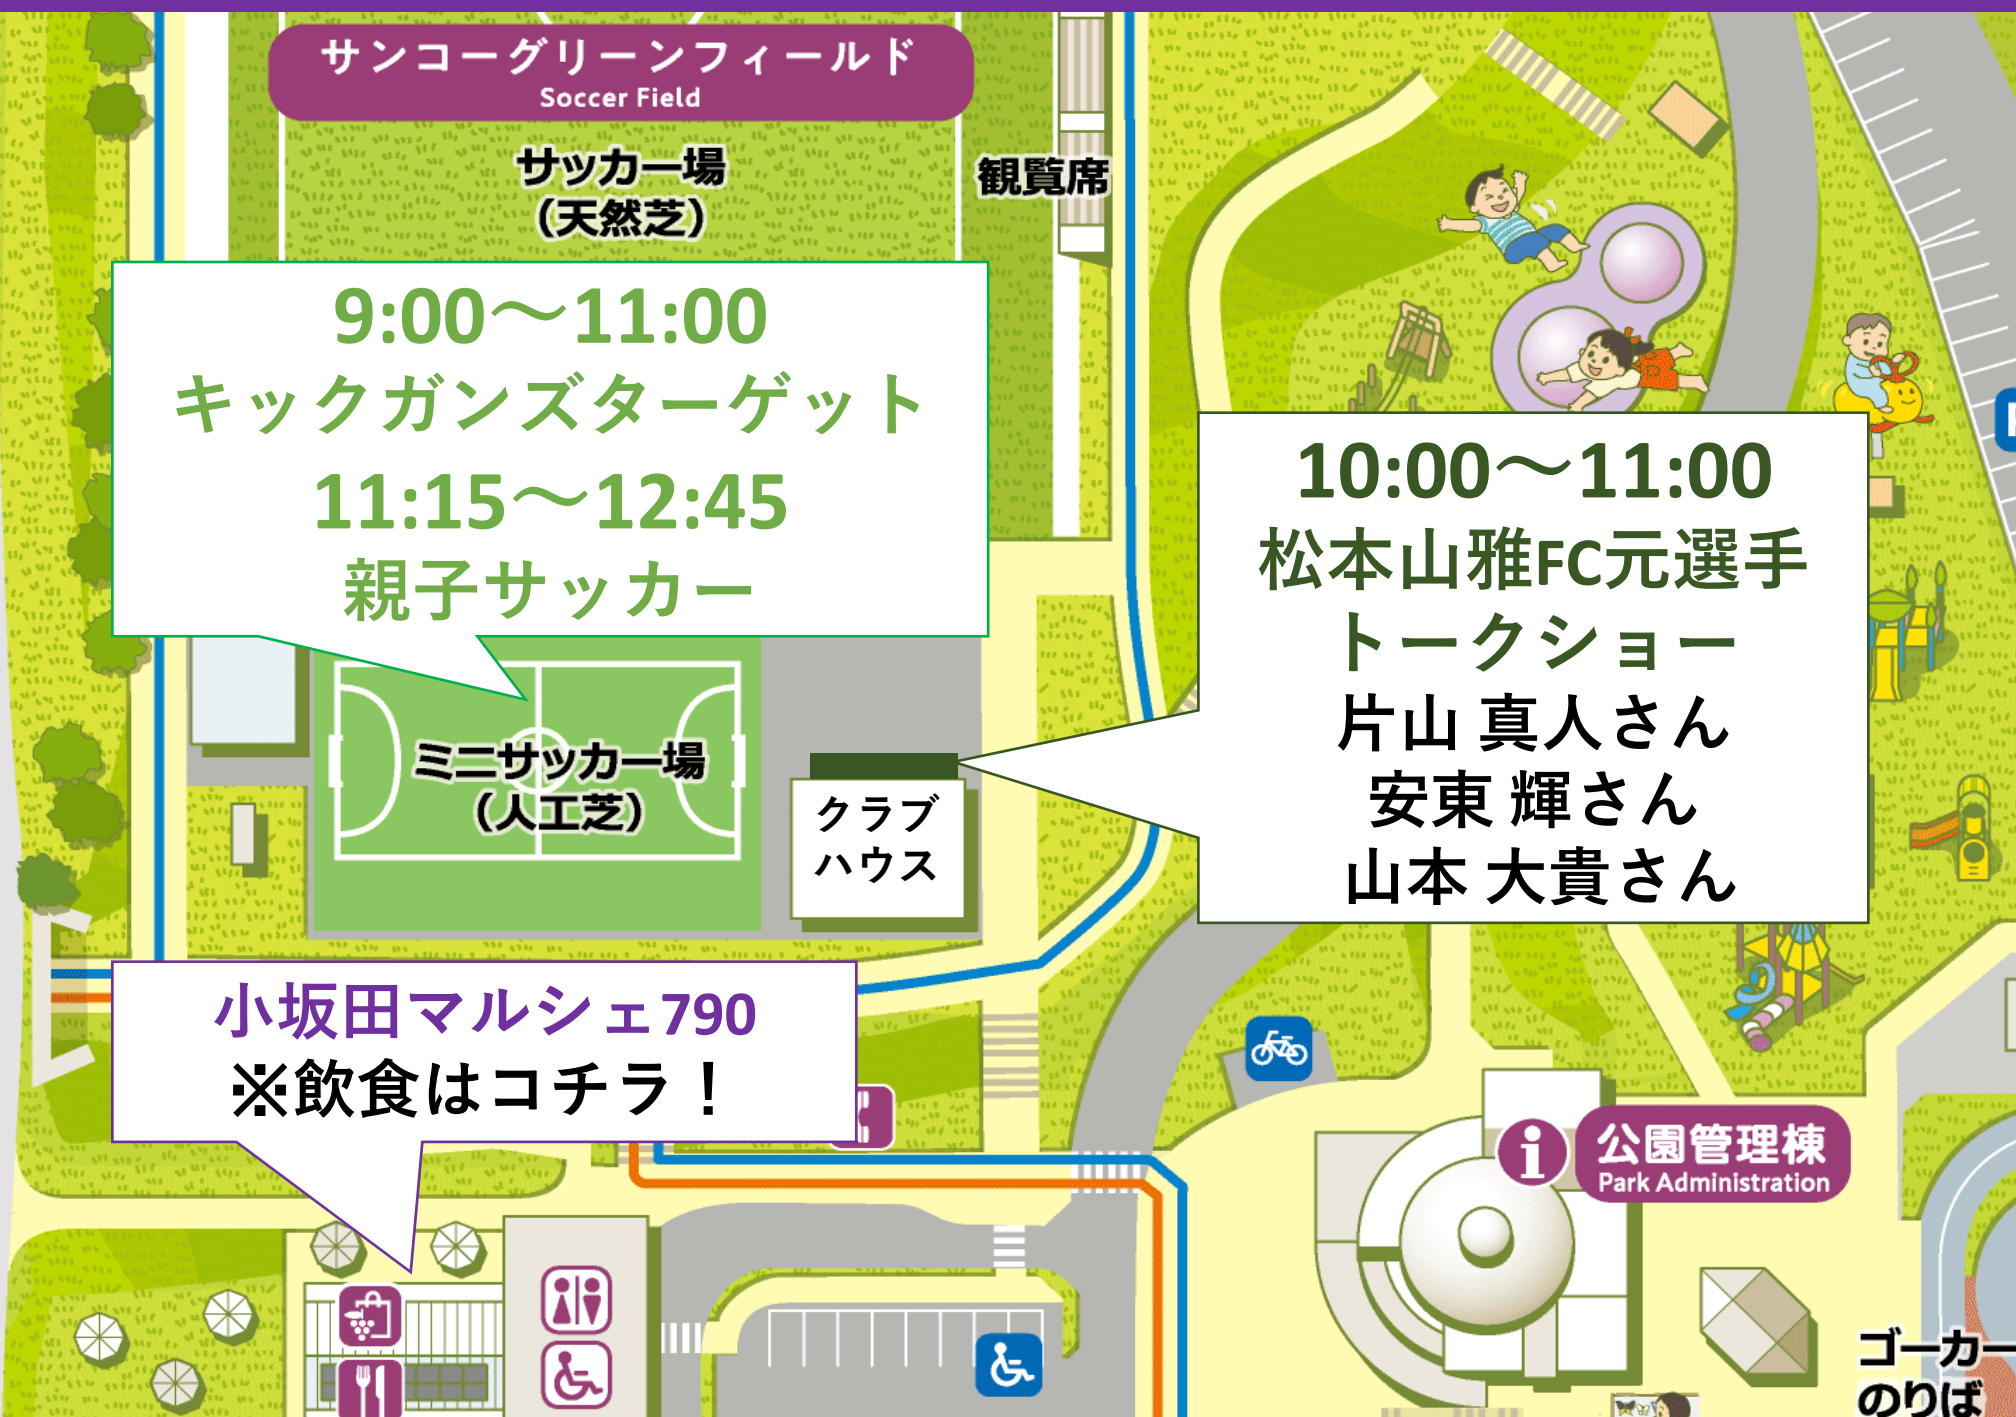 サンコーグリーンフィールド
Soccer Field
サッカー場
（天然芝）
観覧席
9:00～11:00
キックガンズターゲット
11:15～12:45
親子サッカー
10:00～11:00
松本山雅FC元選手
トークショー
片山 真人さん
安東 輝さん
山本 大貴さん
ミニサッカー場
（人工芝）
クラブ
ハウス
小坂田マルシェ790
※飲食はコチラ！
i
公園管理棟
Park Administration
ゴーカー
のりば